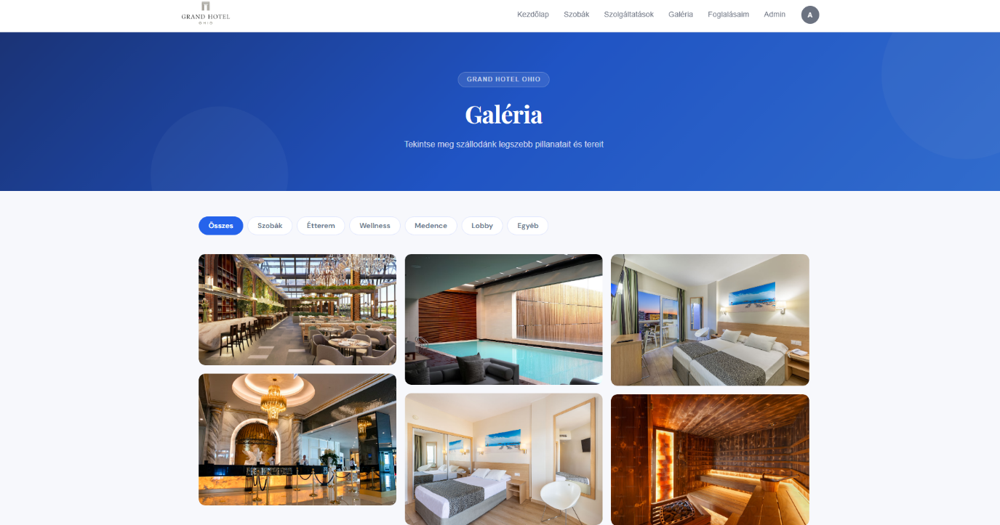 GRAND HOTEL
OHIO
Kezdőlap Szobák Szolgáltatások Galéria Foglalásaim Admin A
GRAND HOTEL OHIO
Galéria
Tekintse meg szállodánk legszebb pillanatait és tereit
Összes Szobák Étterem Wellness Medence Lobby Egyéb